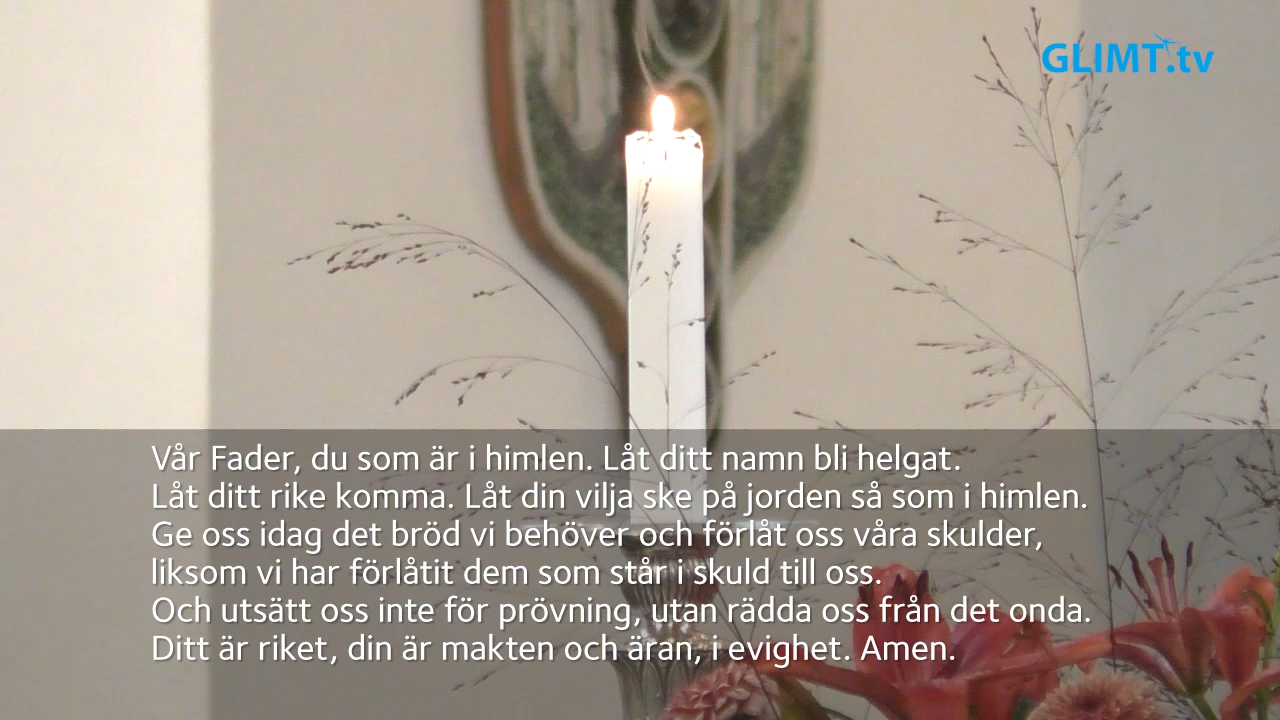 GLIMT.tv
Vår Fader, du som är i himlen. Låt ditt namn bli helgat.
Låt ditt rike komma. Låt din vilja ske på jorden så som i himlen.
Ge oss idag det bröd vi behöver och förlåt oss våra skulder,
liksom vi har förlåtit dem som står i skuld till oss.
Och utsätt oss inte för prövning, utan rädda oss från det onda.
Ditt är riket, din är makten och äran, i evighet. Amen.